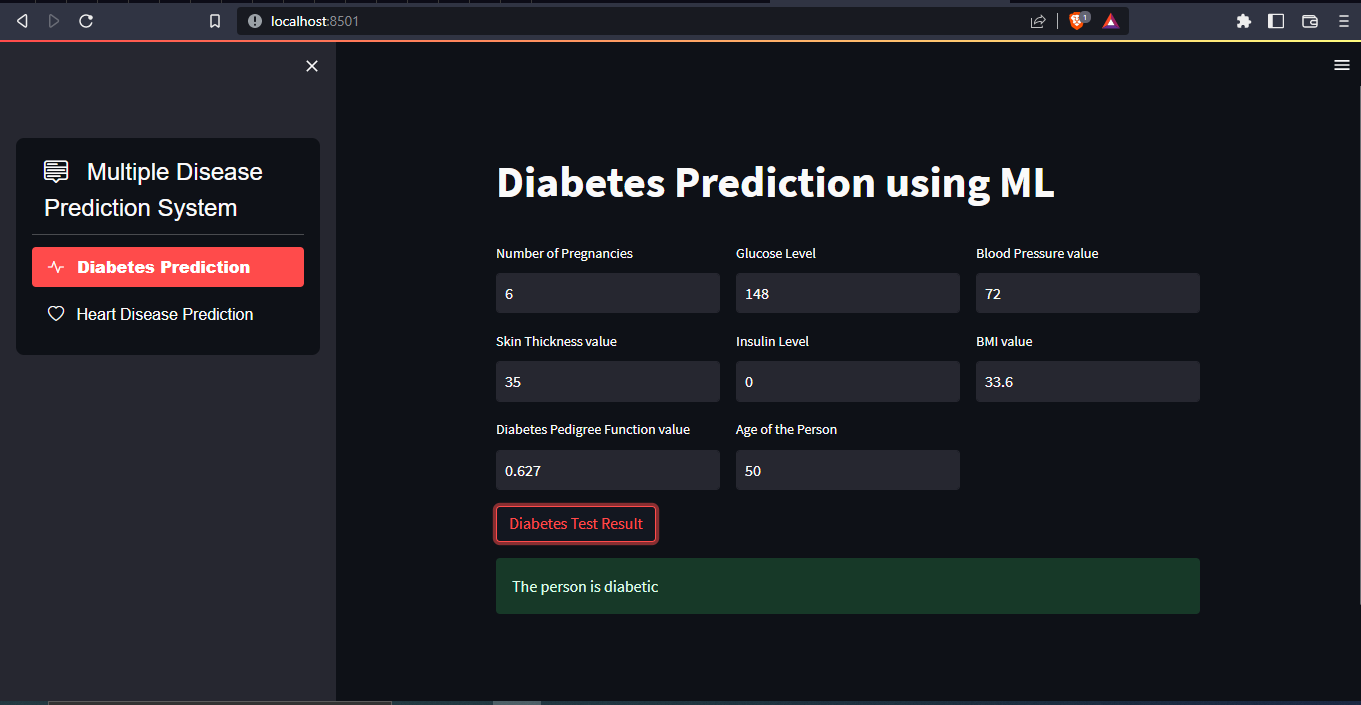 localhost:8501
1
Multiple Disease
Prediction System
Diabetes Prediction
Heart Disease Prediction
Diabetes Prediction using ML
Number of Pregnancies
Glucose Level
Blood Pressure value
6
148
72
Skin Thickness value
Insulin Level
BMI value
35
0
33.6
Diabetes Pedigree Function value
Age of the Person
0.627
50
Diabetes Test Result
The person is diabetic